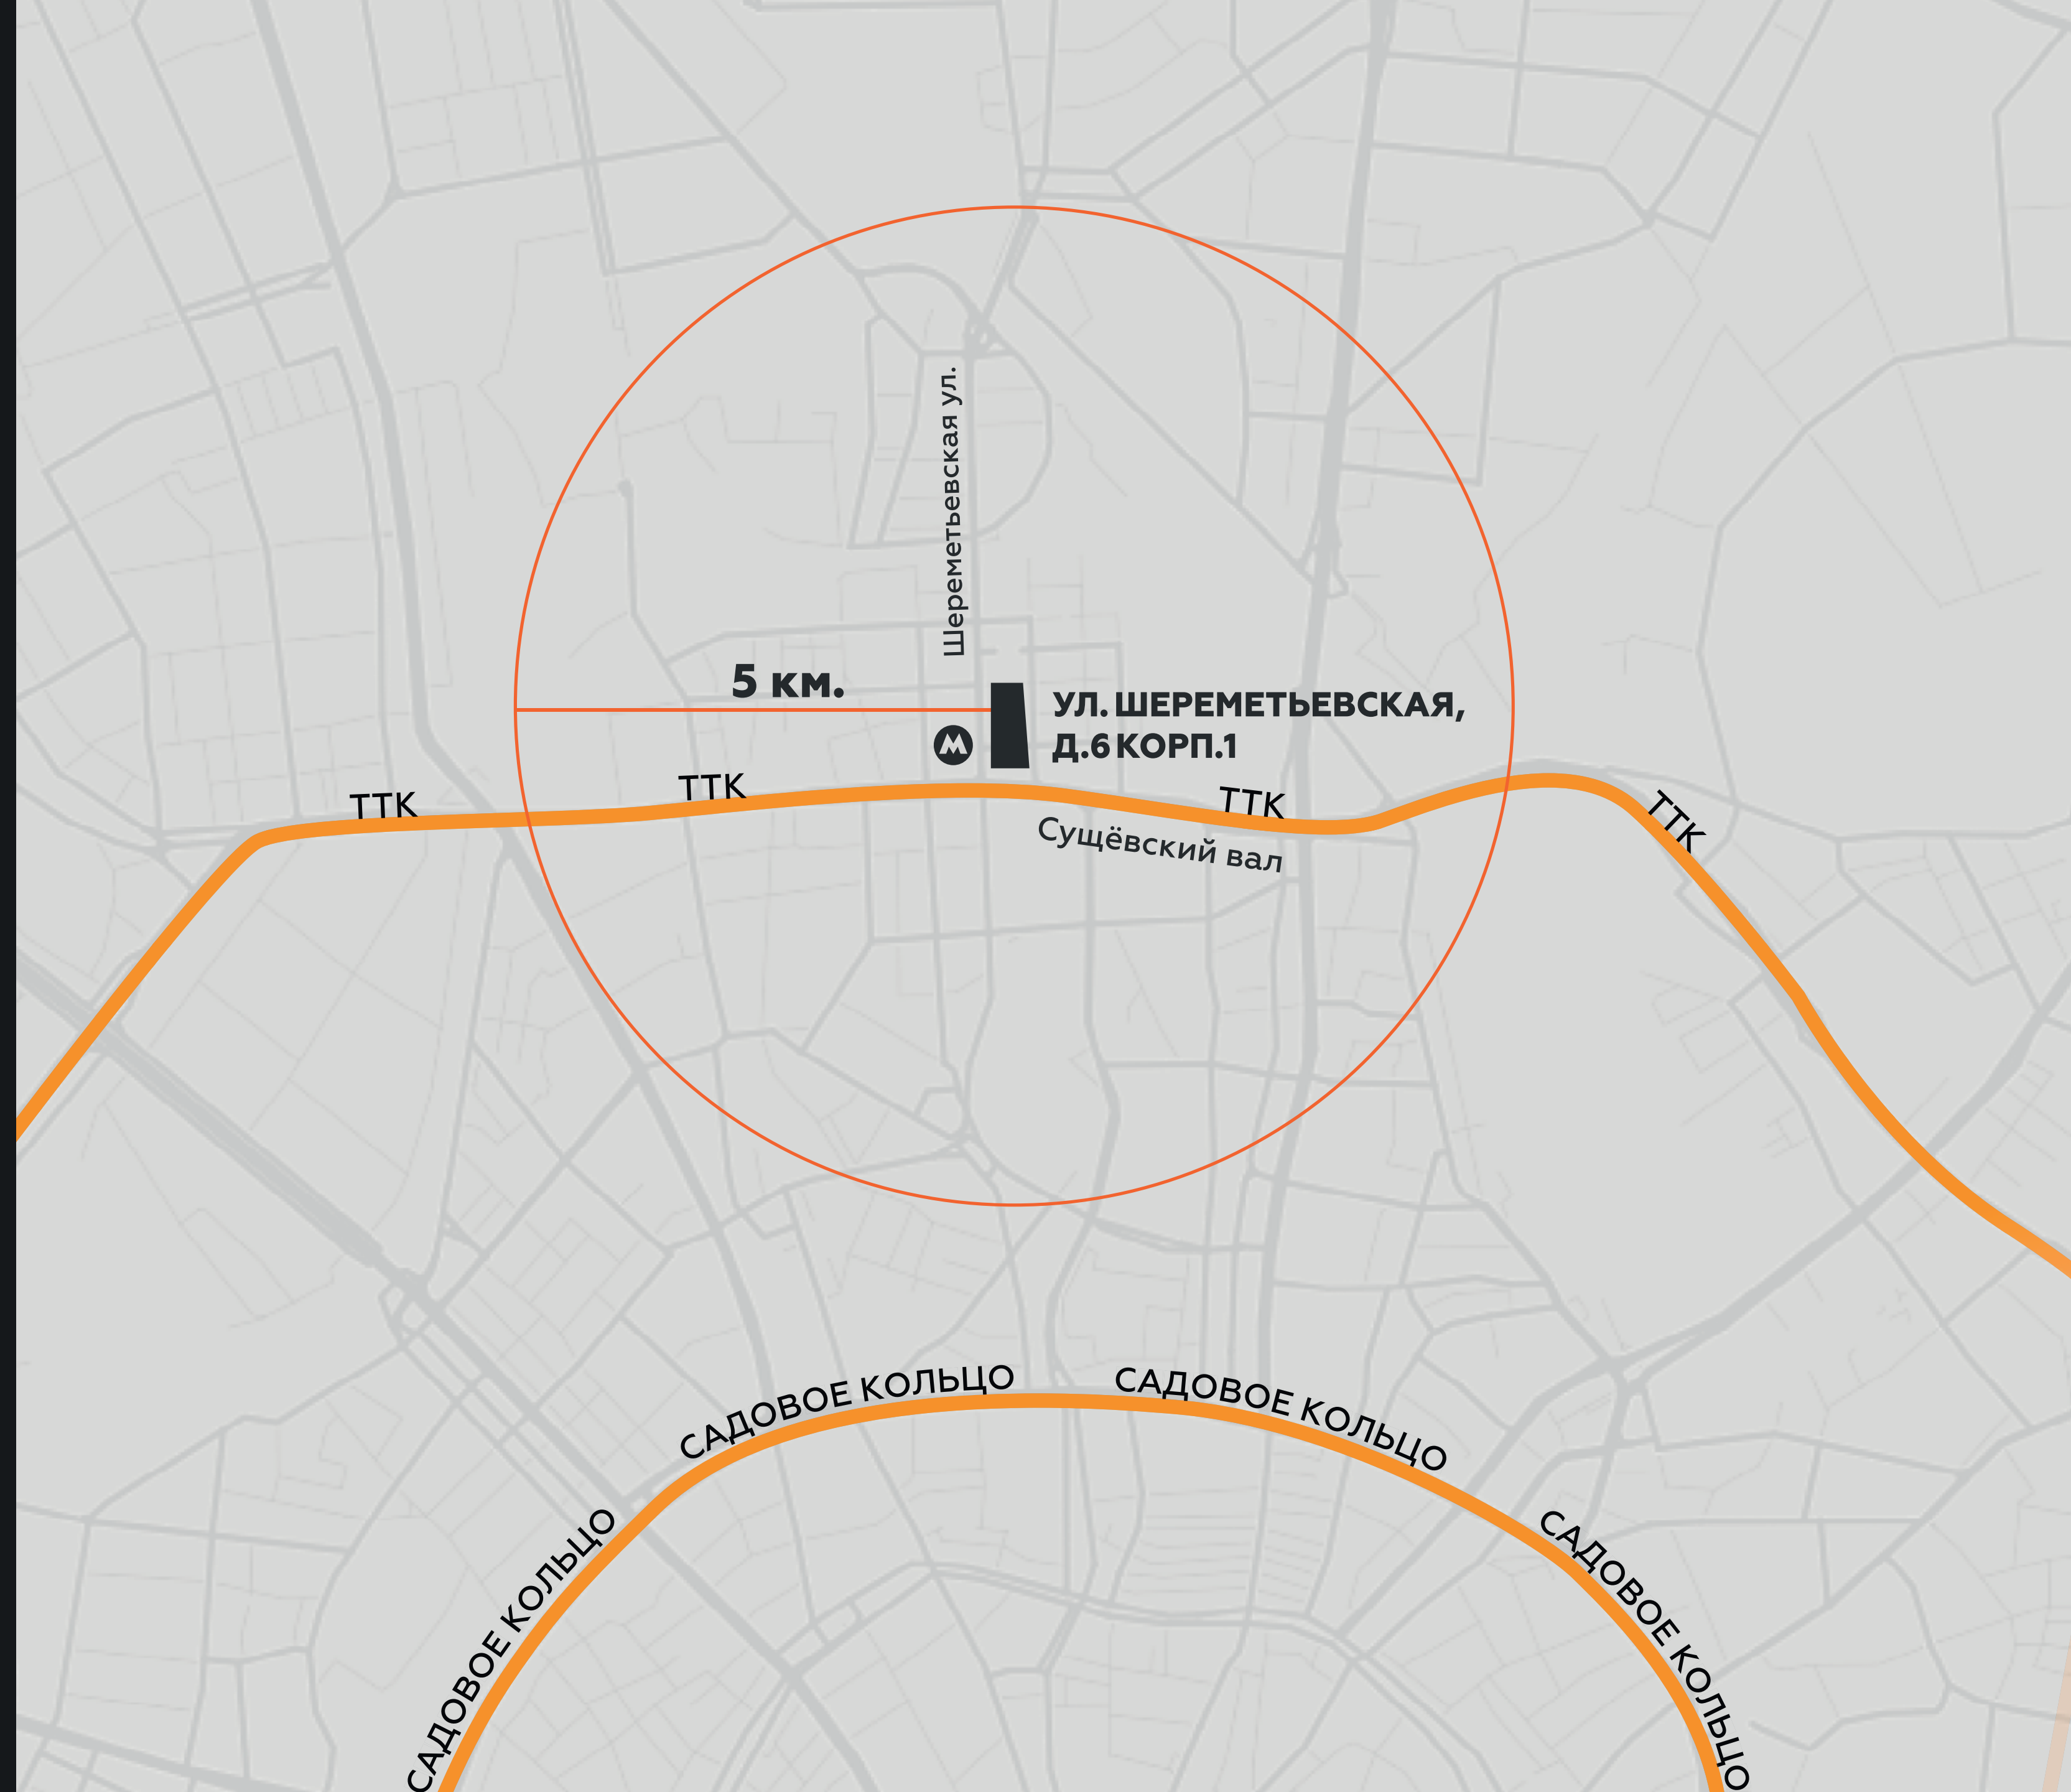 Шереметьевская ул.
5 км.
УЛ. ШЕРЕМЕТЬЕВСКАЯ,
Д.6 КОРП.1
М
ТТК
ТТК
ТТК
ТТК
Сущёвский вал
САДОВОЕ КОЛЬЦО
САДОВОЕ КОЛЬЦО
САДОВОЕ КОЛЬЦО
САДОВОЕ КОЛЬЦО